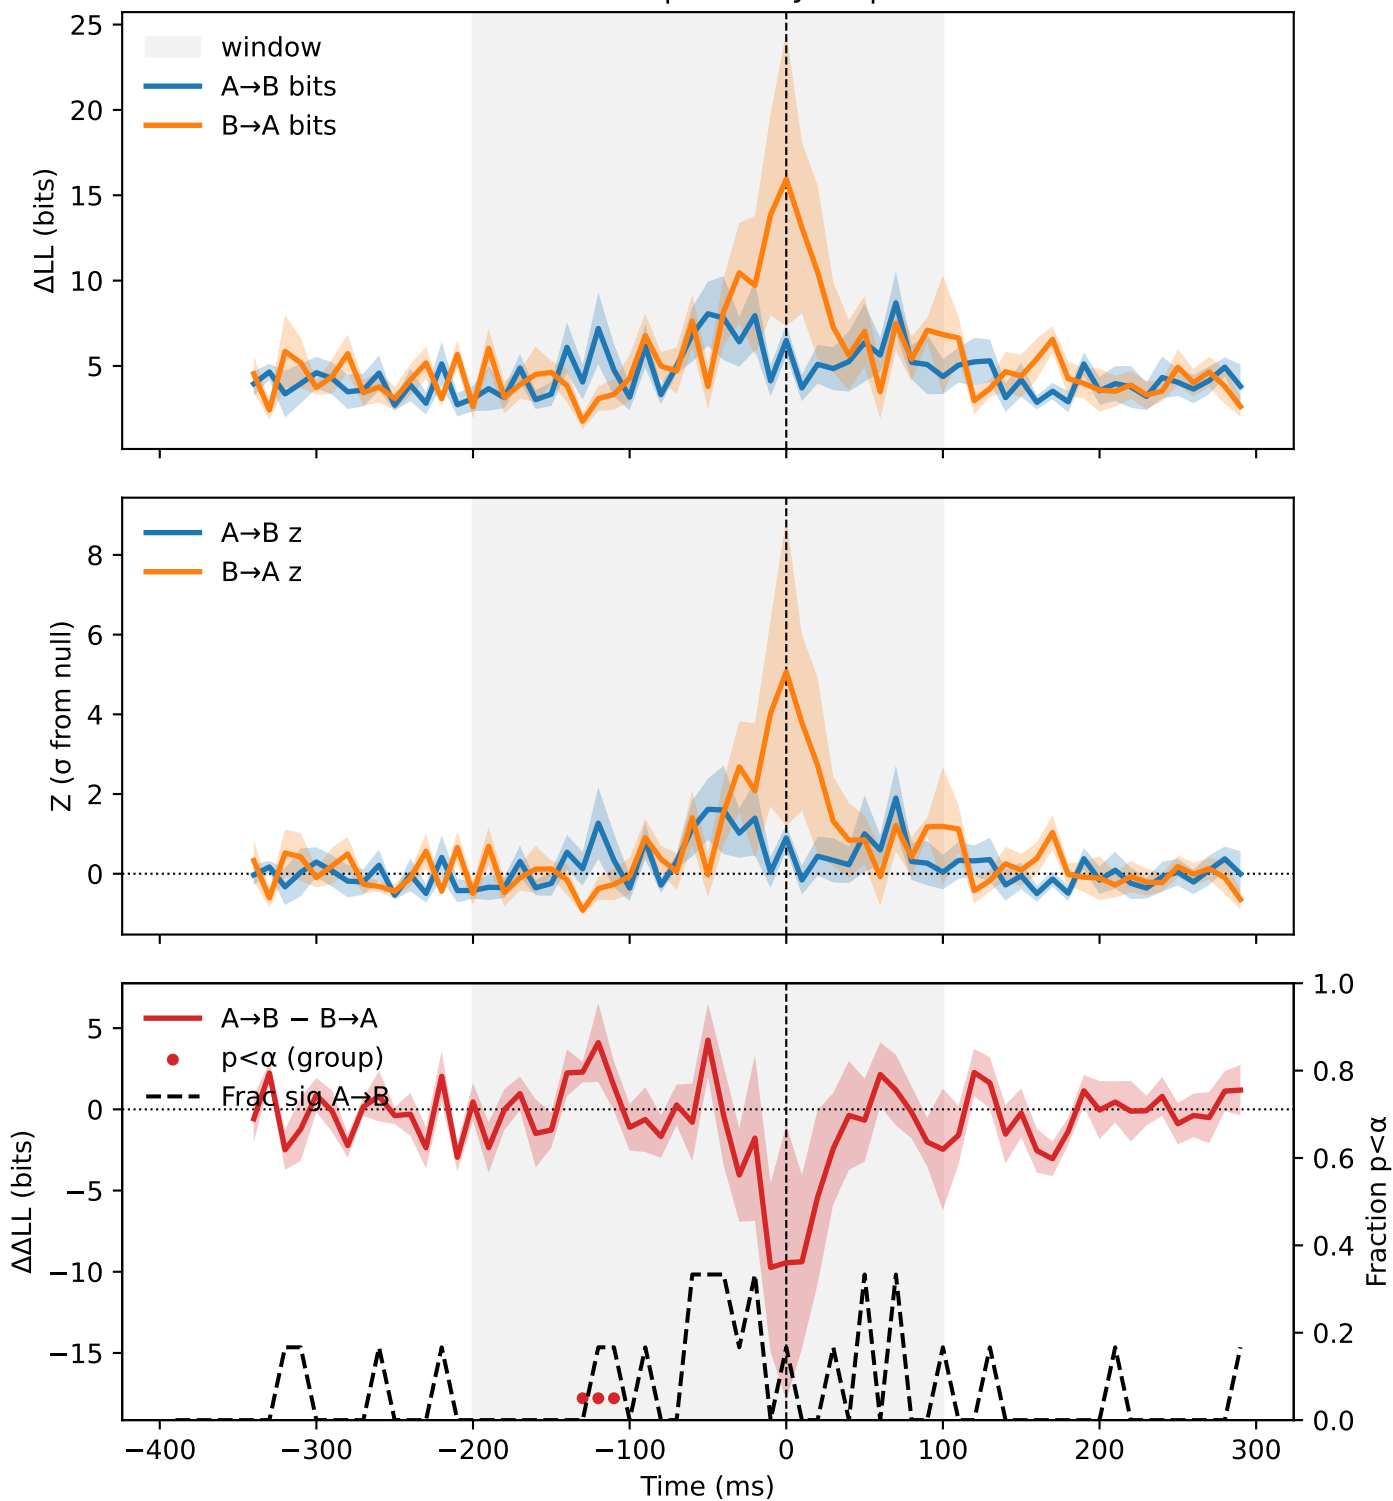 25
20
15
10
5
ΔLL (bits)
window
A→B bits
B→A bits
8
6
4
2
0
Z (σ from null)
A→B z
B→A z
5
0
−5
−10
−15
ΔΔLL (bits)
A→B − B→A
p<α (group)
Frac sig A→B
1.0
0.8
0.6
0.4
0.2
0.0
Fraction p<α
−400 −300 −200 −100 0 100 200 300
Time (ms)